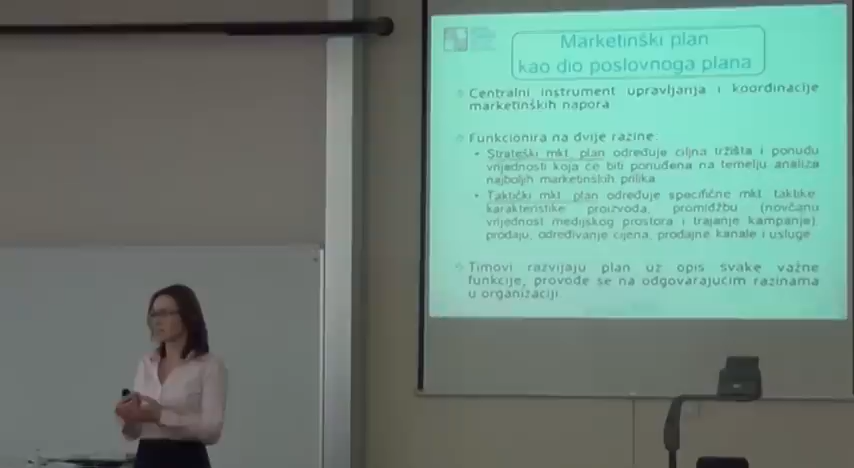 Marketinški plan
kao dio poslovnoga plana
Centralni instrument upravljanja i koordinacije
marketinških napora
Funkcionira na dvije razine:
Strateški mkt. plan određuje ciljna tržišta i ponudu
vrijednosti koja će biti ponuđena na temelju analiza
najboljih marketinških prilika
Taktički mkt. plan određuje specifične mkt. taktike:
karakteristike proizvoda, promidžbu (novčanu
vrijednost medijskog prostora i trajanje kampanje),
prodaju, određivanje cijena, prodajne kanale i usluge
Timovi razvijaju plan uz opis svake važne
funkcije, provode se na odgovarajućim razinama
u organizaciji.